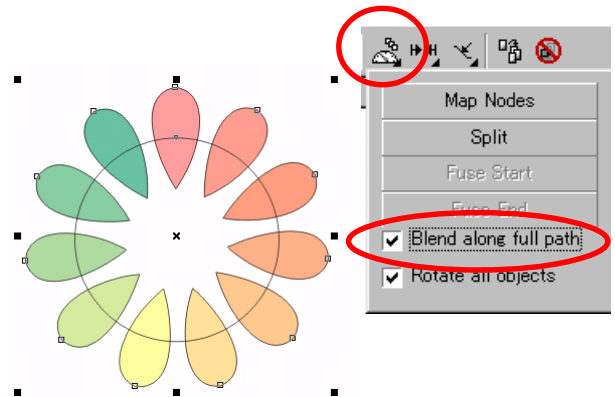 Map Nodes
Split
Fuse Start
Fuse End
Blend along full path
Rotate all objects